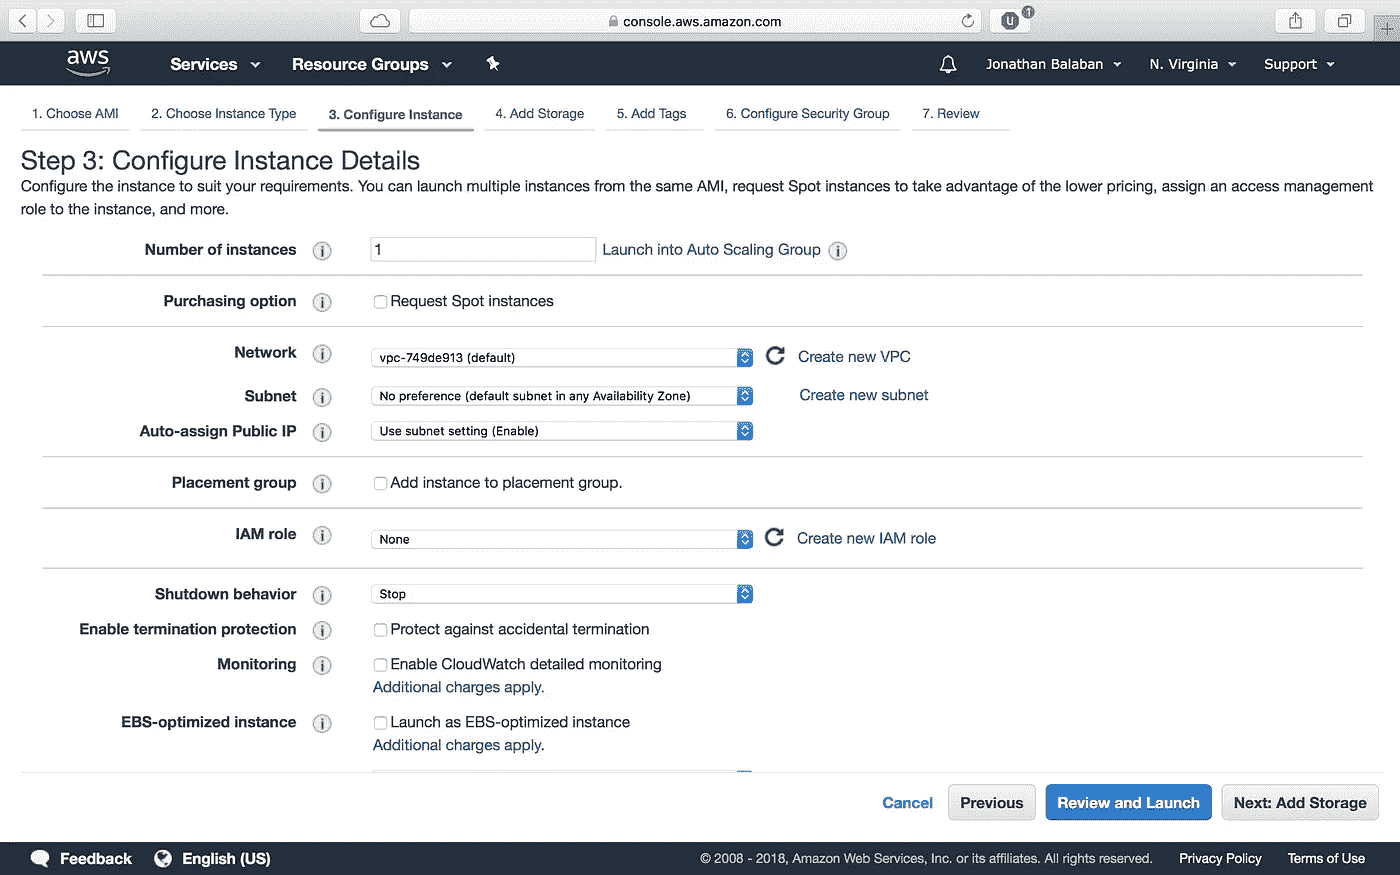 console.aws.amazon.com
U
1
aws
Services
Resource Groups
Jonathan Balaban
N. Virginia
Support
1. Choose AMI
2. Choose Instance Type
3. Configure Instance
4. Add Storage
5. Add Tags
6. Configure Security Group
7. Review
Step 3: Configure Instance Details
Configure the instance to suit your requirements. You can launch multiple instances from the same AMI, request Spot instances to take advantage of the lower pricing, assign an access management
role to the instance, and more.
Number of instances
1
Launch into Auto Scaling Group
Purchasing option
Request Spot instances
Network
vpc-749de913 (default)
Create new VPC
Subnet
No preference (default subnet in any Availability Zone)
Create new subnet
Auto-assign Public IP
Use subnet setting (Enable)
Placement group
Add instance to placement group.
IAM role
None
Create new IAM role
Shutdown behavior
Stop
Enable termination protection
Protect against accidental termination
Monitoring
Enable CloudWatch detailed monitoring
Additional charges apply.
EBS-optimized instance
Launch as EBS-optimized instance
Additional charges apply.
Cancel
Previous
Review and Launch
Next: Add Storage
Feedback
English (US)
© 2008 - 2018, Amazon Web Services, Inc. or its affiliates. All rights reserved.
Privacy Policy
Terms of Use